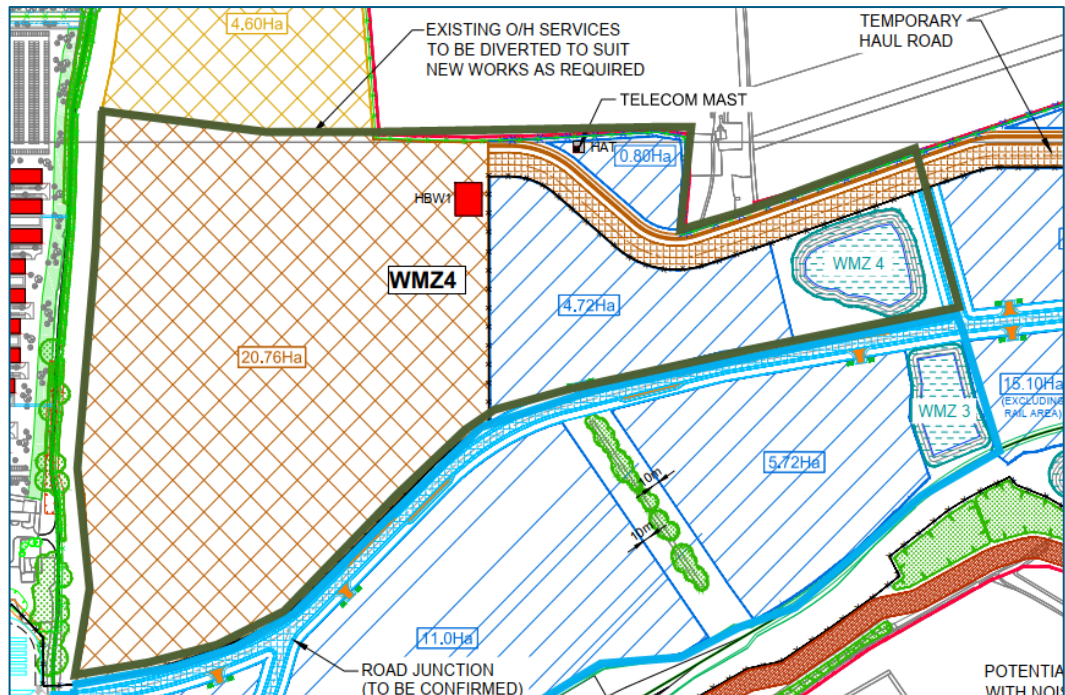 4.60Ha
EXISTING O/H SERVICES
TO BE DIVERTED TO SUIT
NEW WORKS AS REQUIRED
TEMPORARY
HAUL ROAD
TELECOM MAST
HAT
0.80Ha
HBW1
WMZ4
WMZ 4
4.72Ha
20.76Ha
15.10Ha
(EXCLUDING
RAIL AREA)
WMZ 3
5.72Ha
10m
10m
11.0Ha
ROAD JUNCTION
(TO BE CONFIRMED)
POTENTIA
WITH NOIS